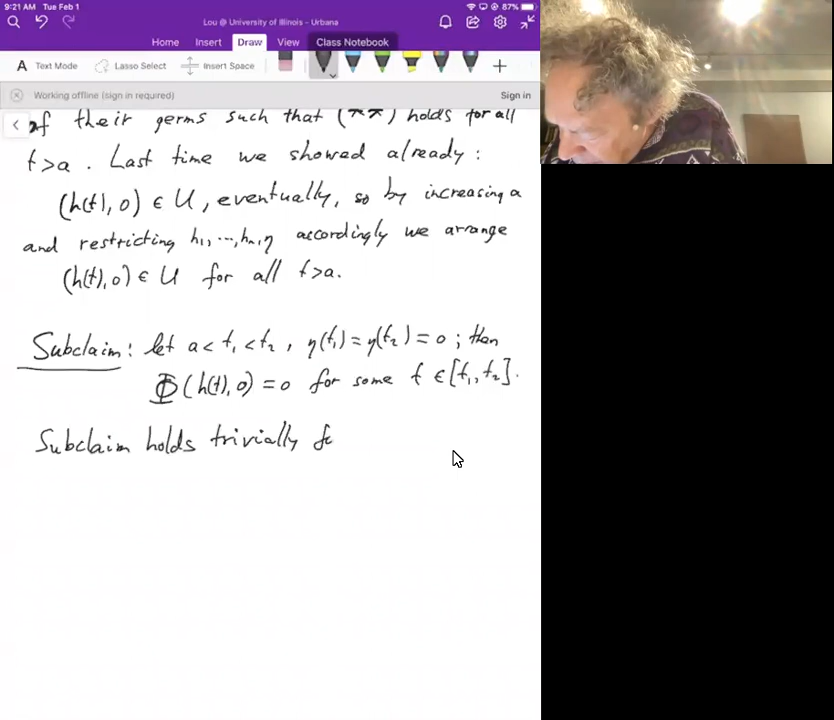 9:21 AM Tue Feb 1
Lou @ University of Illinois - Urbana
87%
Home Insert Draw View Class Notebook
A Text Mode Lasso Select Insert Space
Working offline (sign in required) Sign in
of their germs such that (**) holds for all
t>a. Last time we showed already:
(h(t), 0) ∈ U, eventually, so by increasing a
and restricting h₁,...,hₙ,η accordingly we arrange
(h(t), 0) ∈ U for all t>a.
Subclaim: let a < t₁ < t₂, η(t₁) = η(t₂) = 0; then
Φ(h(t), 0) = 0 for some t ∈ [t₁, t₂].
Subclaim holds trivially fo